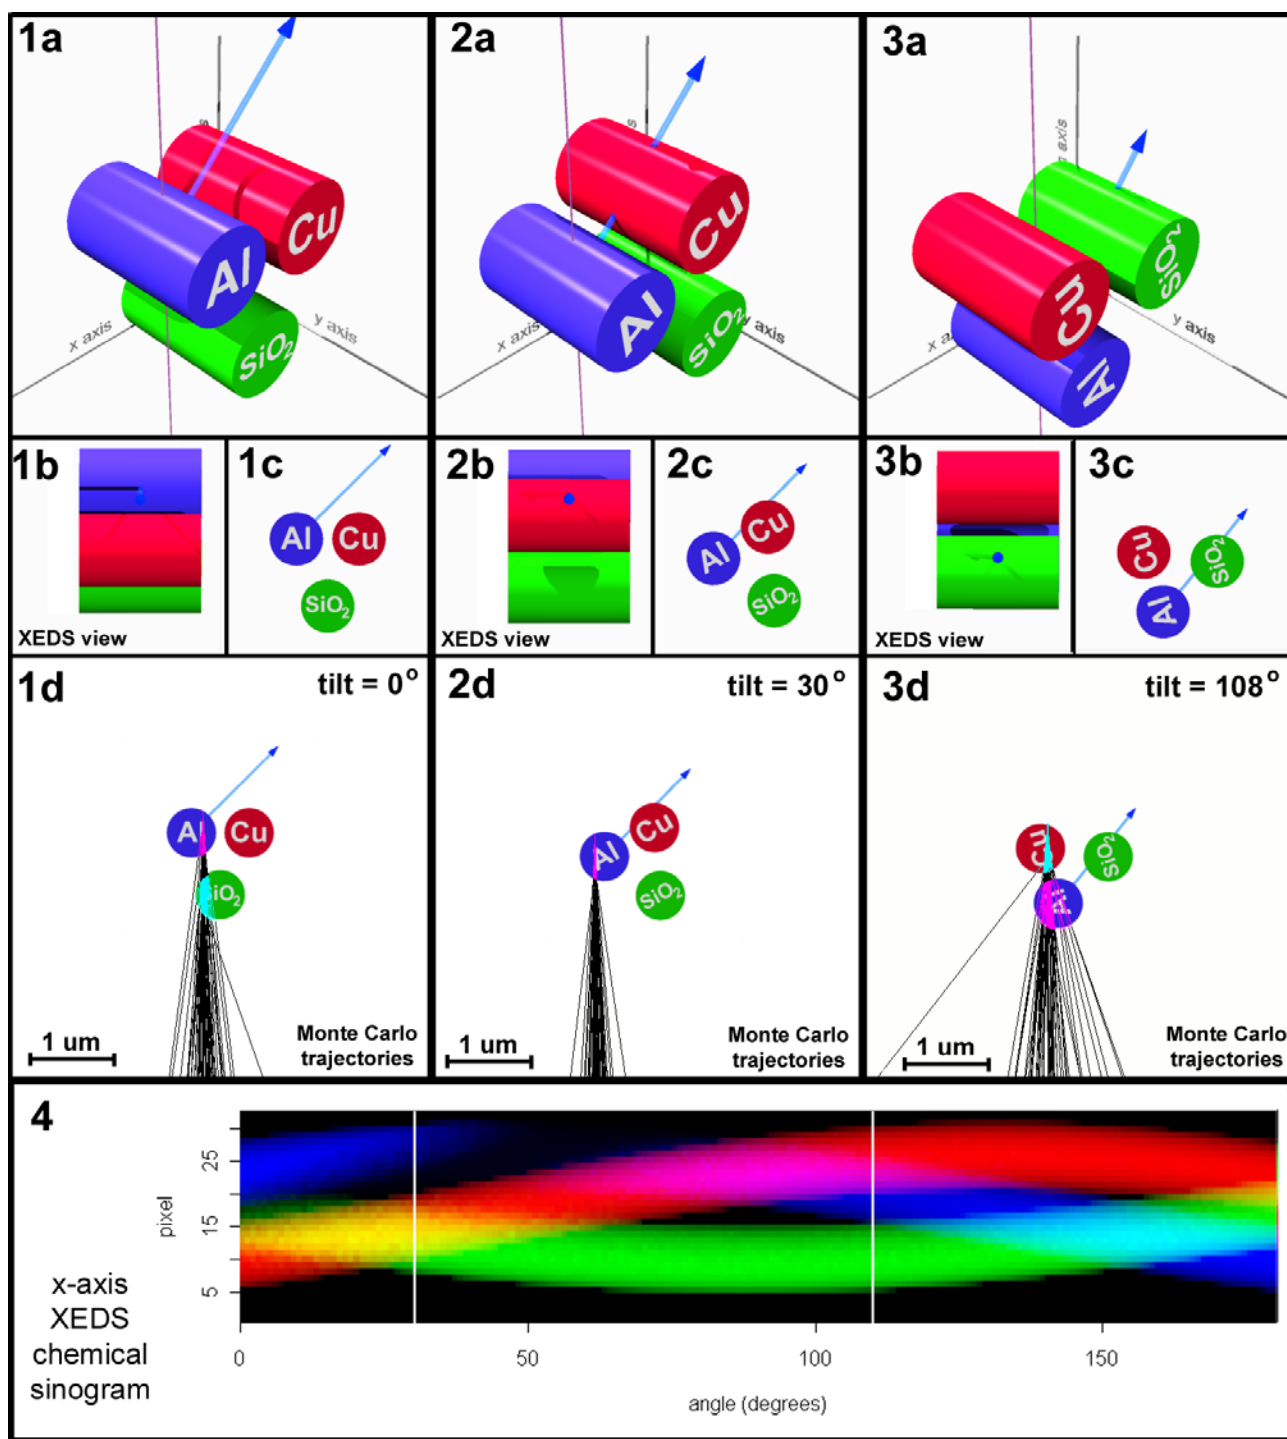 1a
2a
3a
Al
Cu
SiO₂
x axis
y axis
Al
Cu
SiO₂
x axis
y axis
Cu
SiO₂
Al
y axis
1b
XEDS view
1c
Al
Cu
SiO₂
2b
XEDS view
2c
Al
Cu
SiO₂
3b
XEDS view
3c
Cu
SiO₂
Al
1d
tilt = 0°
Al
Cu
SiO₂
1 um
Monte Carlo
trajectories
2d
tilt = 30°
Al
Cu
SiO₂
1 um
Monte Carlo
trajectories
3d
tilt = 108°
Cu
SiO₂
Al
1 um
Monte Carlo
trajectories
4
x-axis
XEDS
chemical
sinogram
pixel
25
15
5
0
50
100
150
angle (degrees)